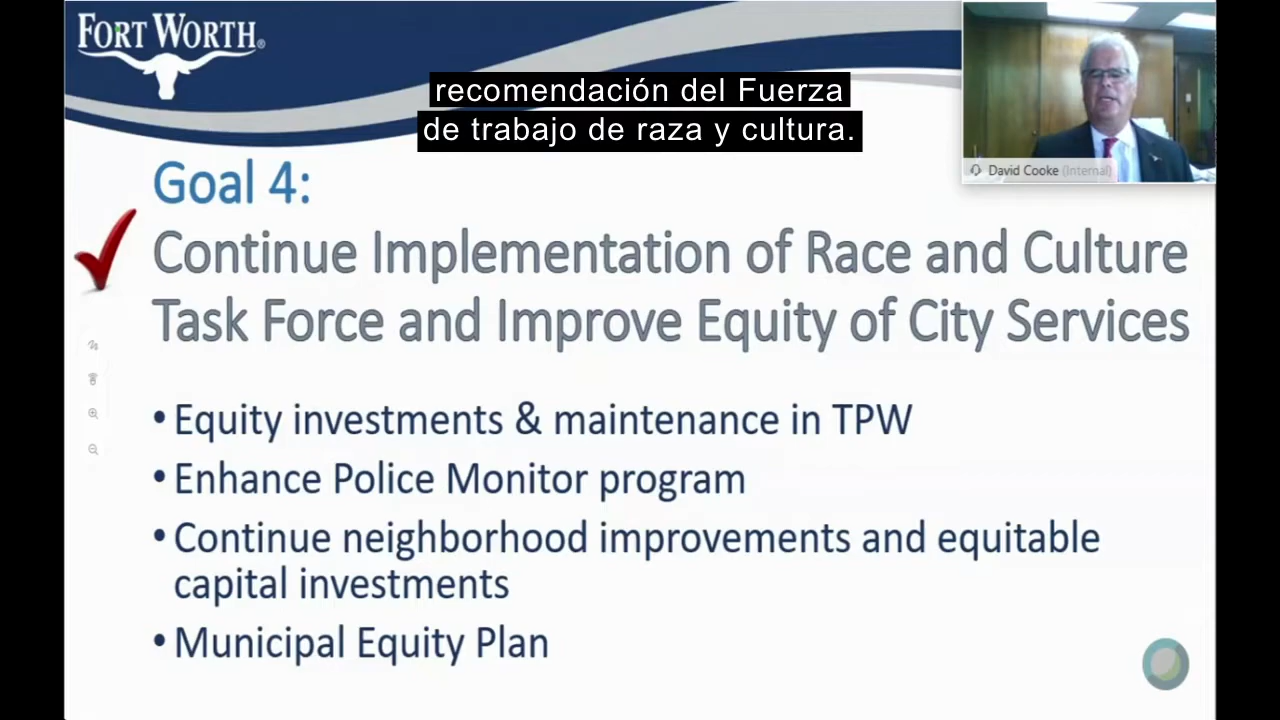 FORT WORTH®
recomendación del Fuerza
de trabajo de raza y cultura.
David Cooke (Internal)
Goal 4:
Continue Implementation of Race and Culture
Task Force and Improve Equity of City Services
• Equity investments & maintenance in TPW
• Enhance Police Monitor program
• Continue neighborhood improvements and equitable
capital investments
• Municipal Equity Plan